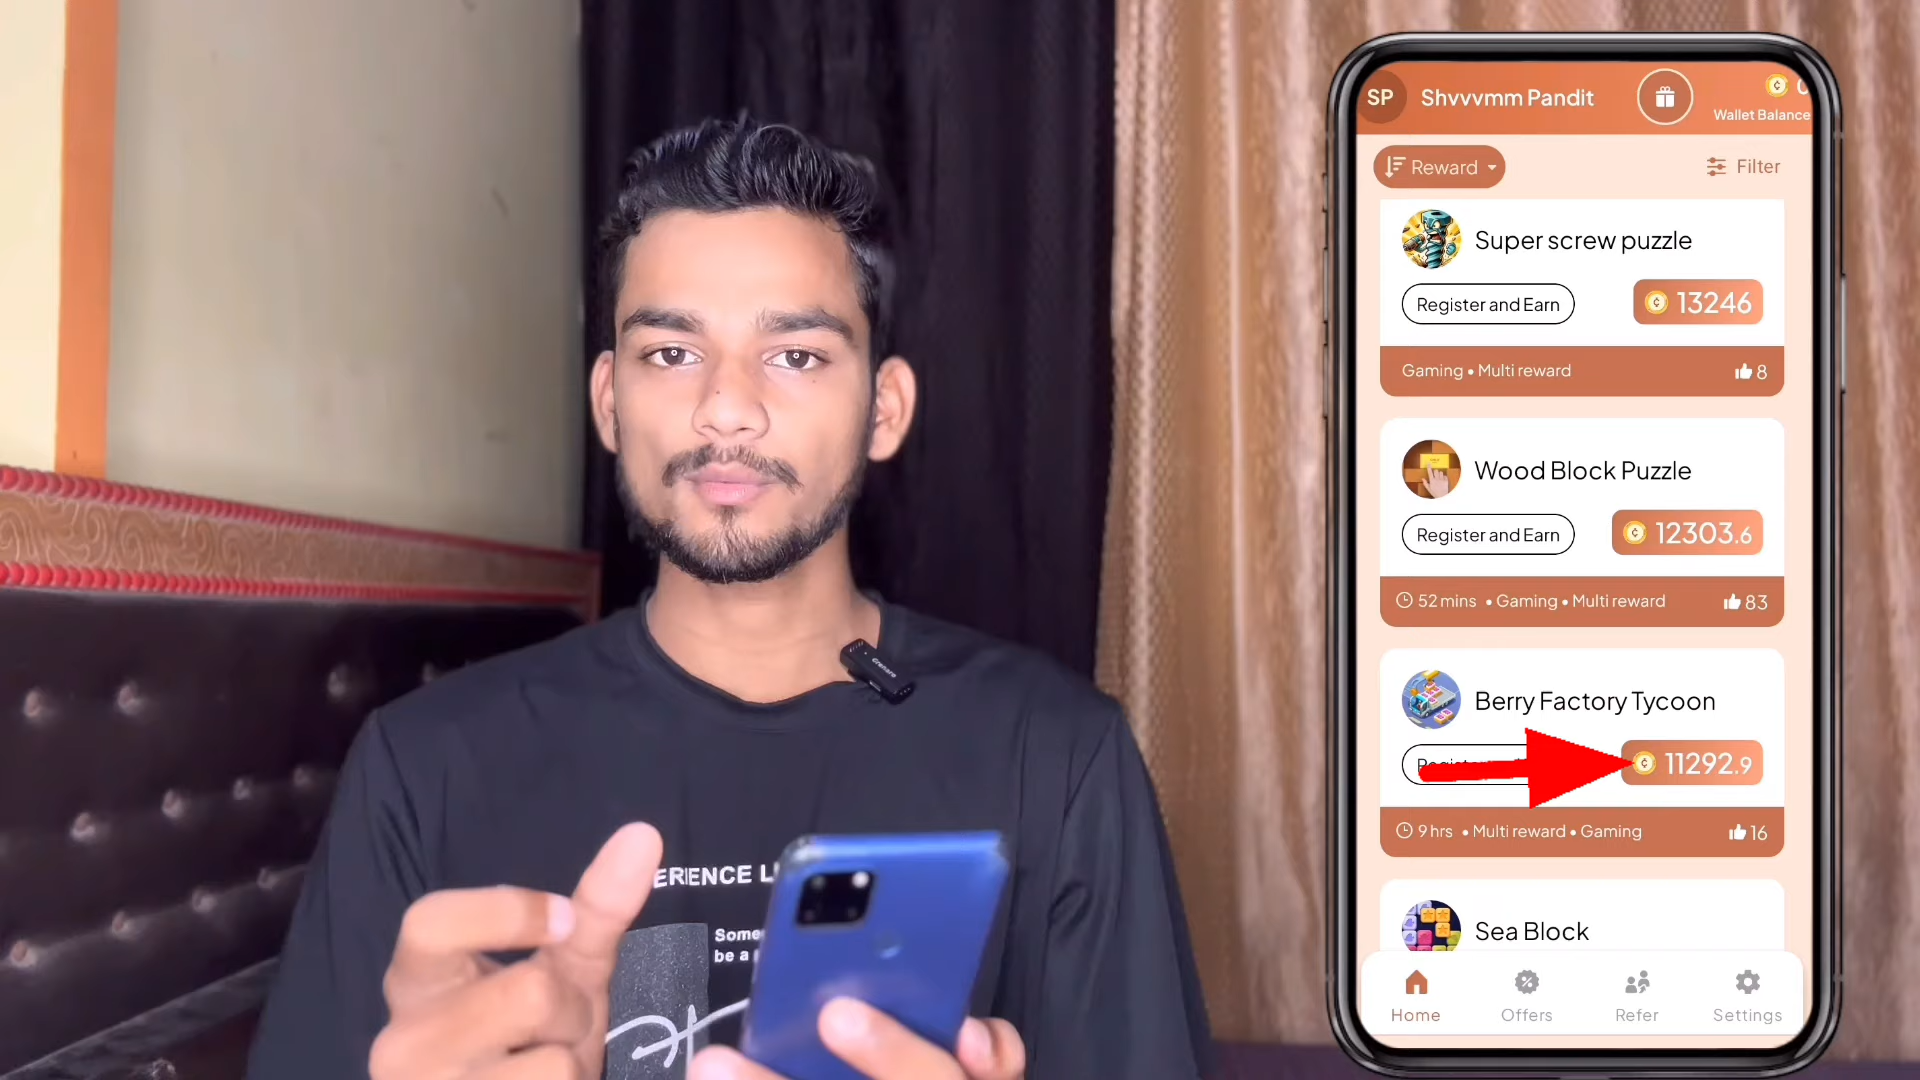 SP
Shvvvmm Pandit
Wallet Balance
Reward
Filter
Super screw puzzle
Register and Earn
13246
Gaming • Multi reward
8
Wood Block Puzzle
Register and Earn
12303.6
52 mins • Gaming • Multi reward
83
Berry Factory Tycoon
11292.9
9 hrs • Multi reward • Gaming
16
Sea Block
Home
Offers
Refer
Settings